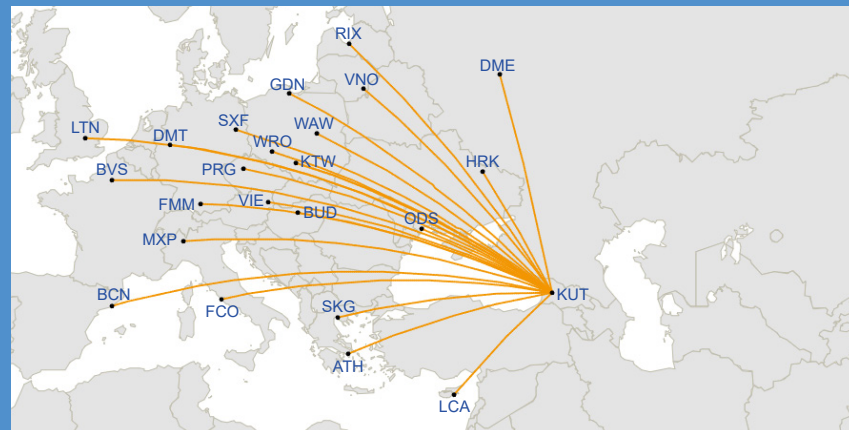 RIX
DME
GDN
VNO
LTN
SXF
WAW
DMT
WRO
KTW
HRK
BVS
PRG
FMM
VIE
BUD
ODS
MXP
BCN
FCO
SKG
KUT
ATH
LCA